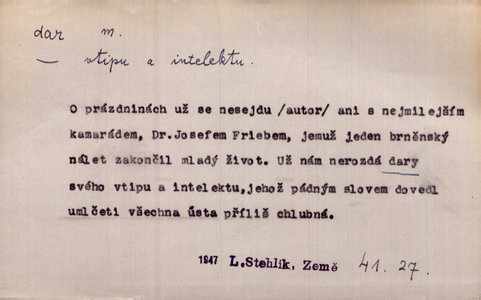 dar m.
— vtipu a intelektu.
O prázdninách už se nesejdu /autor/ ani s nejmilejším
kamarádem, Dr.Josefem Friebem, jemuž jeden brněnský
nálet zakončil mladý život. Už nám nerozdá dary
svého vtipu a intelektu,jehož pádným slovem dovedl
umlčeti všechna ústa příliš chlubná.
1947 L.Stehlík, Země 41.27.